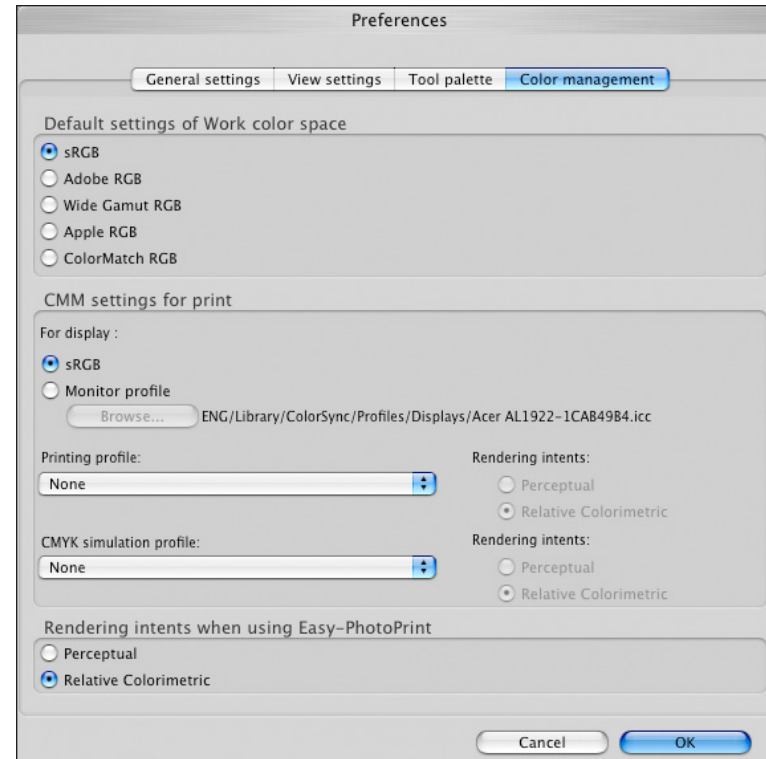 Preferences
General settings View settings Tool palette Color management
Default settings of Work color space
sRGB
Adobe RGB
Wide Gamut RGB
Apple RGB
ColorMatch RGB
CMM settings for print
For display :
sRGB
Monitor profile
Browse... ENG/Library/ColorSync/Profiles/Displays/Acer AL1922-1CAB49B4.icc
Printing profile: Rendering intents:
None Perceptual
Relative Colorimetric
CMYK simulation profile: Rendering intents:
None Perceptual
Relative Colorimetric
Rendering intents when using Easy-PhotoPrint
Perceptual
Relative Colorimetric
Cancel OK